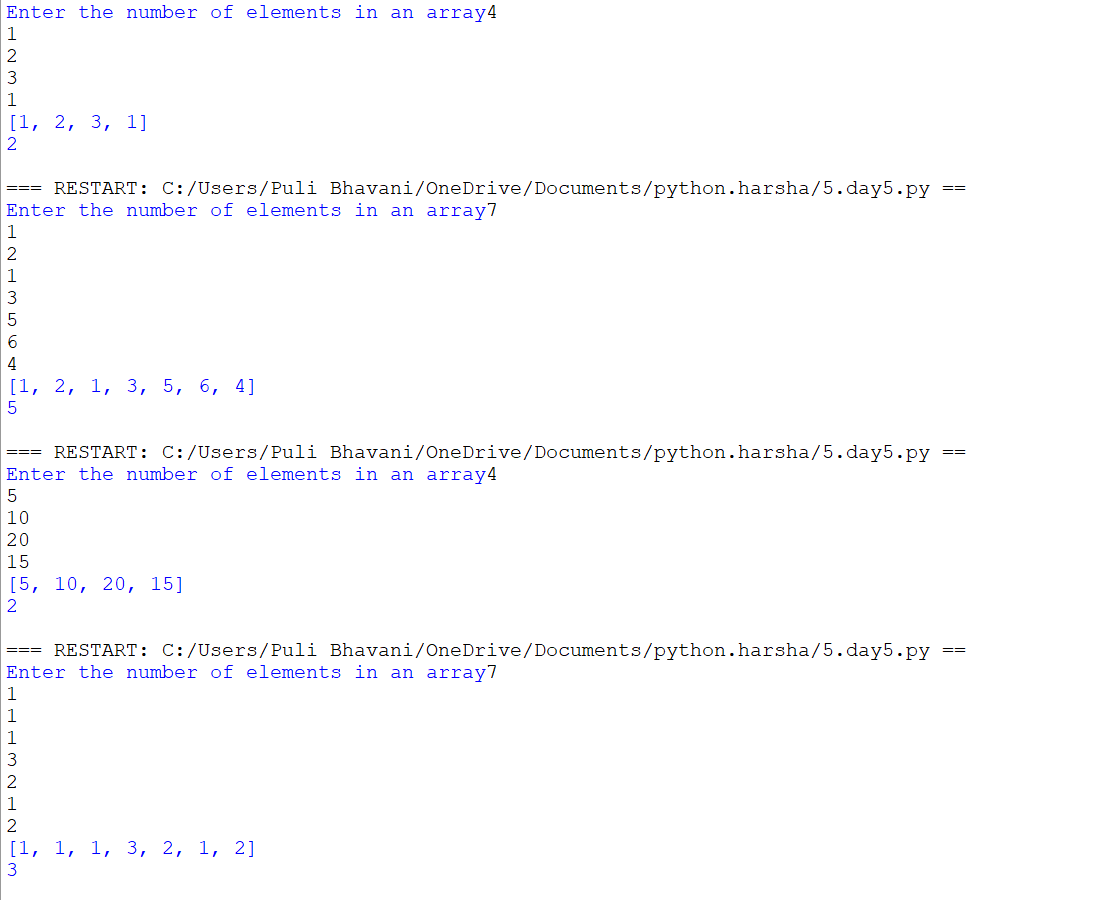 Enter the number of elements in an array4
1
2
3
1
[1, 2, 3, 1]
2
=== RESTART: C:/Users/Puli Bhavani/OneDrive/Documents/python.harsha/5.day5.py ==
Enter the number of elements in an array7
1
2
1
3
5
6
4
[1, 2, 1, 3, 5, 6, 4]
5
=== RESTART: C:/Users/Puli Bhavani/OneDrive/Documents/python.harsha/5.day5.py ==
Enter the number of elements in an array4
5
10
20
15
[5, 10, 20, 15]
2
=== RESTART: C:/Users/Puli Bhavani/OneDrive/Documents/python.harsha/5.day5.py ==
Enter the number of elements in an array7
1
1
1
3
2
1
2
[1, 1, 1, 3, 2, 1, 2]
3